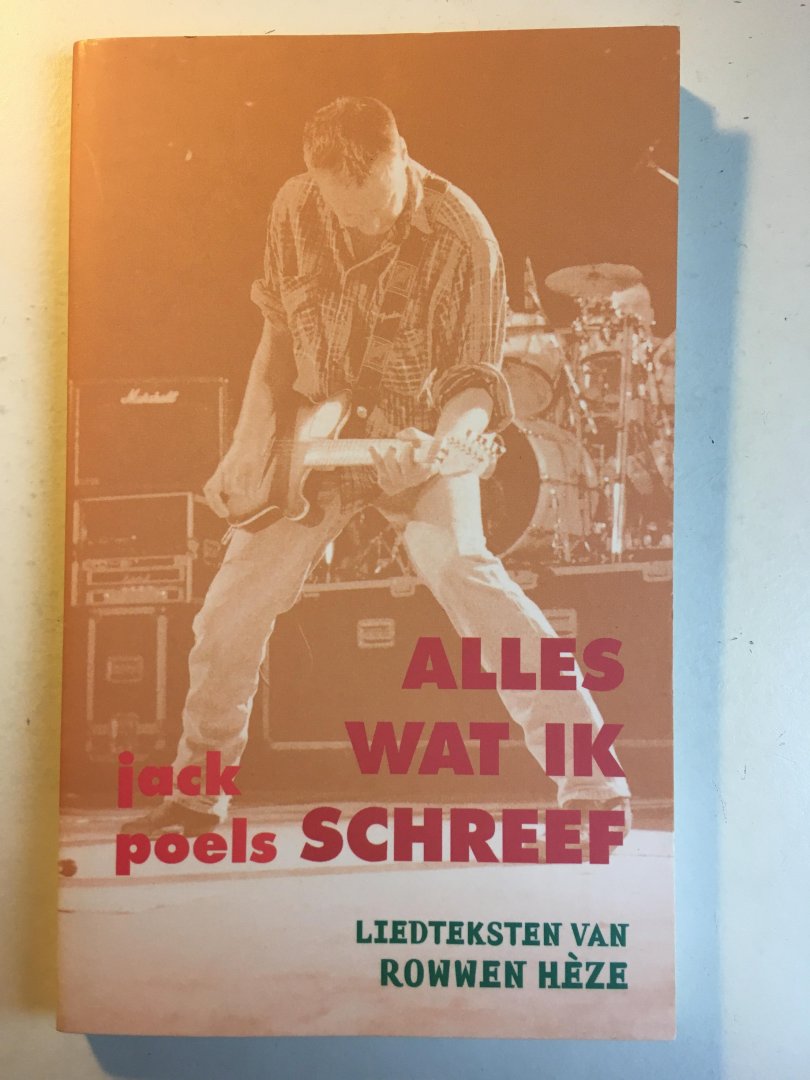 Marshall
ALLES
WAT IK
SCHREEF
jack
poels
LIEDTEKSTEN VAN
ROWWEN HÈZE